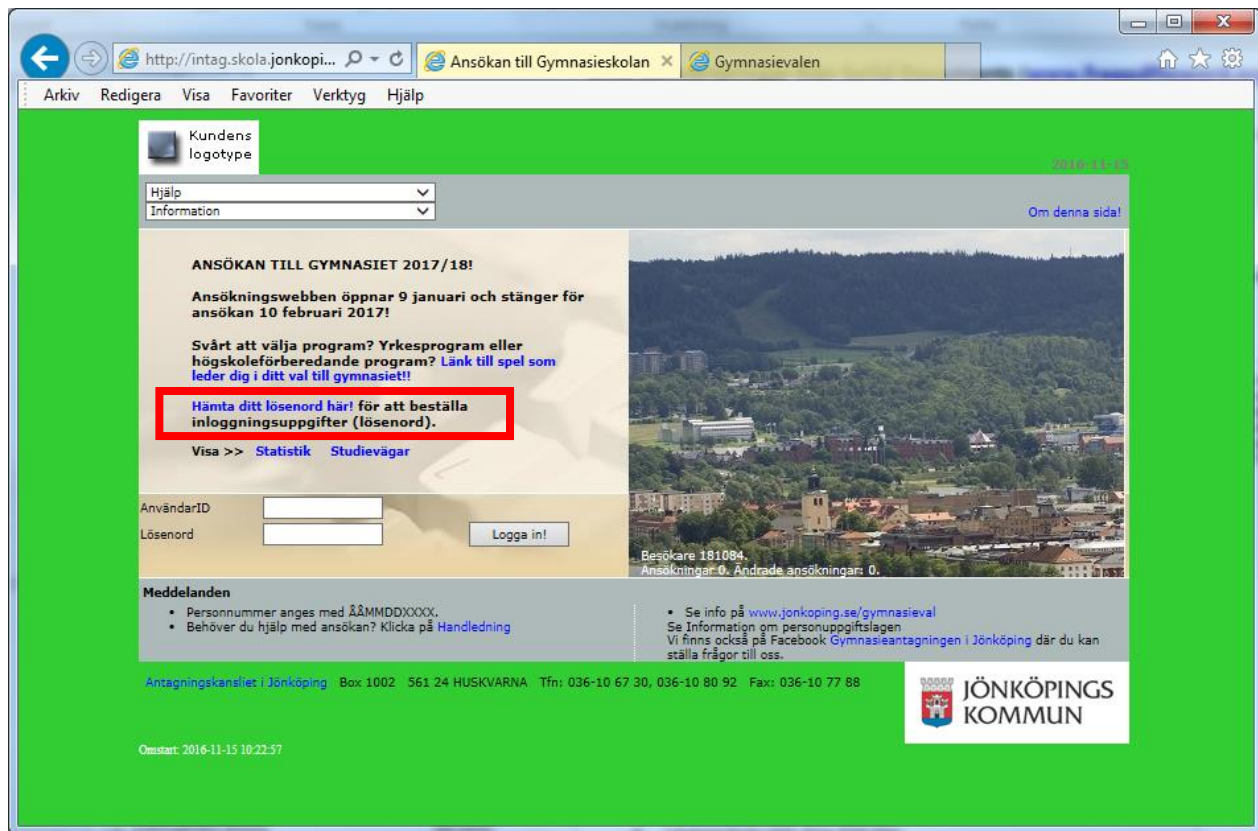 http://intag.skola.jonkopi...
Ansökan till Gymnasieskolan
Gymnasievalen
Arkiv Redigera Visa Favoriter Verktyg Hjälp
Kundens
logotype
2016-11-15
Hjälp
Information
Om denna sida!
ANSÖKAN TILL GYMNASIET 2017/18!
Ansökningswebben öppnar 9 januari och stänger för
ansökan 10 februari 2017!
Svårt att välja program? Yrkesprogram eller
högskoleförberedande program? Länk till spel som
leder dig i ditt val till gymnasiet!!
Hämta ditt lösenord här! för att beställa
inloggningsuppgifter (lösenord).
Visa >> Statistik Studievägar
AnvändarID
Lösenord
Logga in!
Besökare 181084.
Ansökningar 0. Ändrade ansökningar: 0.
Meddelanden
• Personnummer anges med ÅÅMMDDXXXX.
• Behöver du hjälp med ansökan? Klicka på Handledning
• Se info på www.jonkoping.se/gymnasieval
Se Information om personuppgiftslagen
Vi finns också på Facebook Gymnasieantagningen i Jönköping där du kan
ställa frågor till oss.
Antagningskansliet i Jönköping Box 1002 561 24 HUSKVARNA Tfn: 036-10 67 30, 036-10 80 92 Fax: 036-10 77 88
JÖNKÖPINGS
KOMMUN
Omstart: 2016-11-15 10:22:57